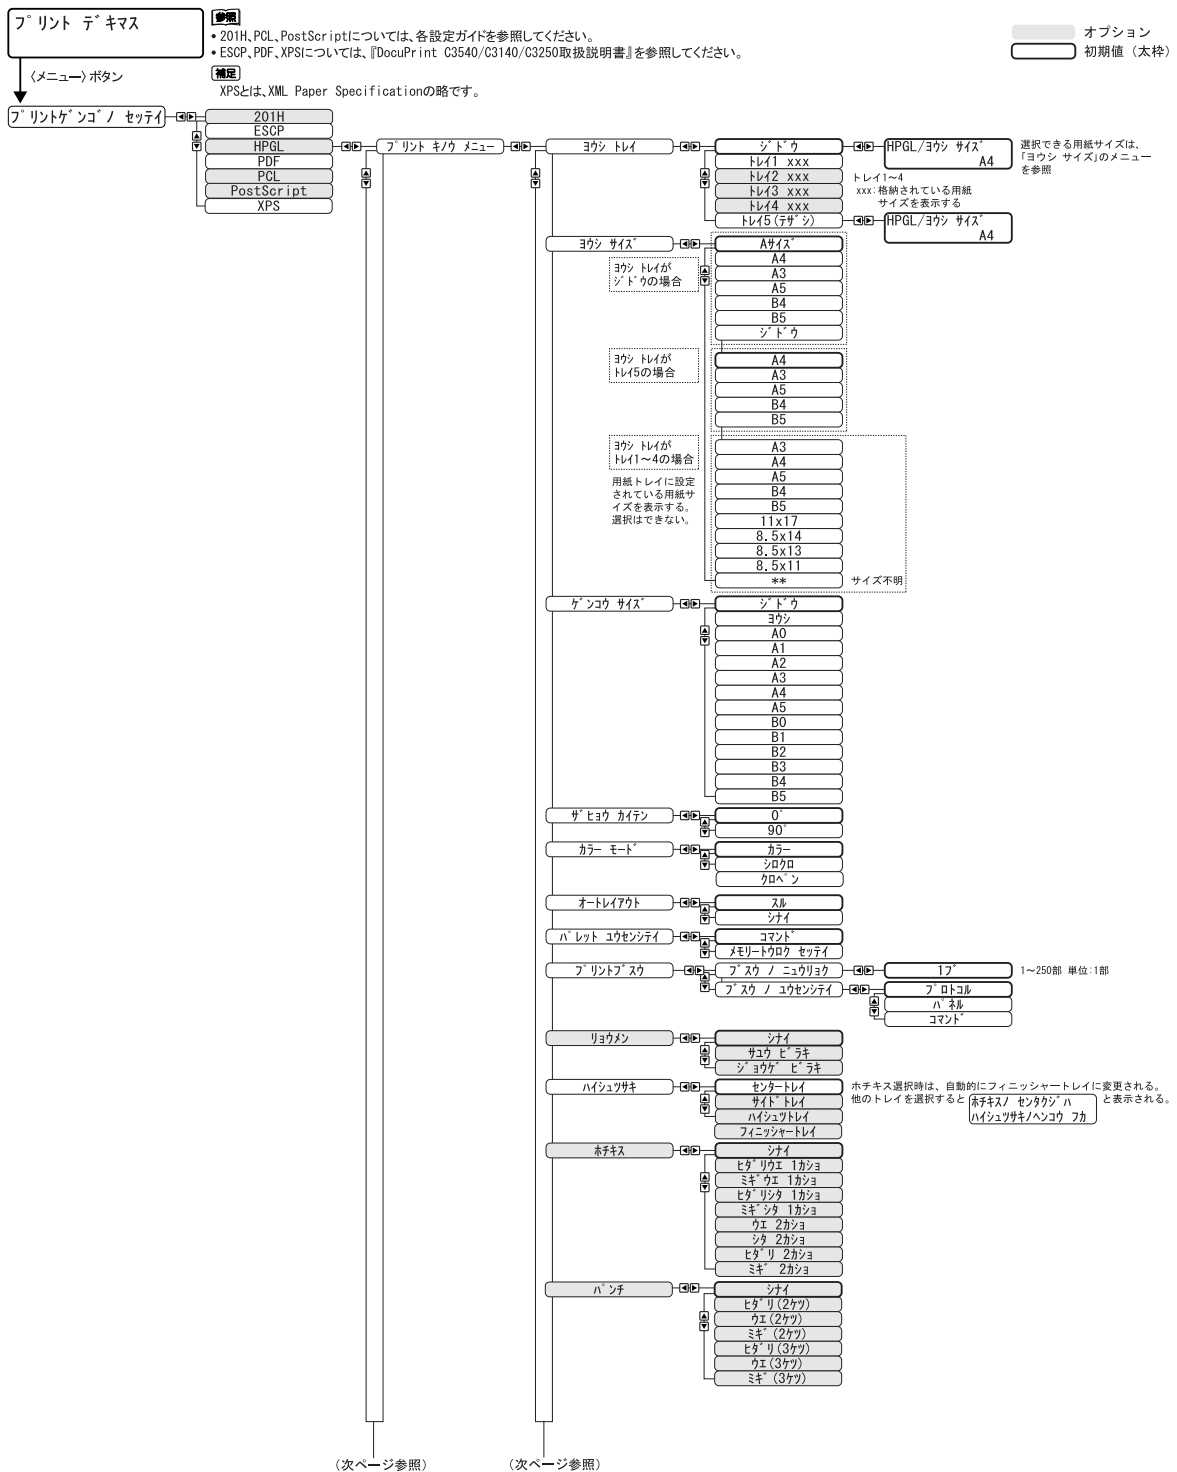 プリント デキマス
参照
• 201H、PCL、PostScriptについては、各設定ガイドを参照してください。
• ESCP、PDF、XPSについては、『DocuPrint C3540/C3140/C3250取扱説明書』を参照してください。
補足
XPSとは、XML Paper Specificationの略です。
オプション
初期値（太枠）
〈メニュー〉ボタン
プリントゲンゴノ セッテイ
201H
ESCP
HPGL
PDF
PCL
PostScript
XPS
プリント キノウ メニュー
ヨウシ トレイ
ジドウ
トレイ1 xxx
トレイ2 xxx
トレイ3 xxx
トレイ4 xxx
トレイ5(テザシ)
HPGL/ヨウシ サイズ
A4
選択できる用紙サイズは、
「ヨウシ サイズ」のメニュー
を参照
トレイ1～4
xxx：格納されている用紙
サイズを表示する
HPGL/ヨウシ サイズ
A4
ヨウシ サイズ
ヨウシ トレイが
ジドウの場合
Aサイズ
A4
A3
A5
B4
B5
ジドウ
ヨウシ トレイが
トレイ5の場合
A4
A3
A5
B4
B5
ヨウシ トレイが
トレイ1～4の場合
用紙トレイに設定
されている用紙サ
イズを表示する。
選択はできない。
A3
A4
A5
B4
B5
11x17
8.5x14
8.5x13
8.5x11
**
サイズ不明
ゲンコウ サイズ
ジドウ
ヨウシ
A0
A1
A2
A3
A4
A5
B0
B1
B2
B3
B4
B5
ザヒョウ カイテン
0°
90°
カラー モード
カラー
シロクロ
クロペン
オートレイアウト
スル
シナイ
パレット ユウセンシテイ
コマンド
メモリートウロク セッテイ
プリントブスウ
ブスウ ノ ニュウリョク
1ブ
1～250部 単位：1部
ブスウ ノ ユウセンシテイ
プロトコル
パネル
コマンド
リョウメン
シナイ
サユウ ビラキ
ジョウゲ ビラキ
ハイシュツサキ
センタートレイ
サイドトレイ
ハイシュツトレイ
フィニッシャートレイ
ホチキス選択時は、自動的にフィニッシャートレイに変更される。
他のトレイを選択すると
ホチキスノ センタクジハ
ハイシュツサキノヘンコウ フカ
と表示される。
ホチキス
シナイ
ヒダリウエ 1カショ
ミギウエ 1カショ
ヒダリシタ 1カショ
ミギシタ 1カショ
ウエ 2カショ
シタ 2カショ
ヒダリ 2カショ
ミギ 2カショ
パンチ
シナイ
ヒダリ(2ケツ)
ウエ(2ケツ)
ミギ(2ケツ)
ヒダリ(3ケツ)
ウエ(3ケツ)
ミギ(3ケツ)
（次ページ参照）
（次ページ参照）